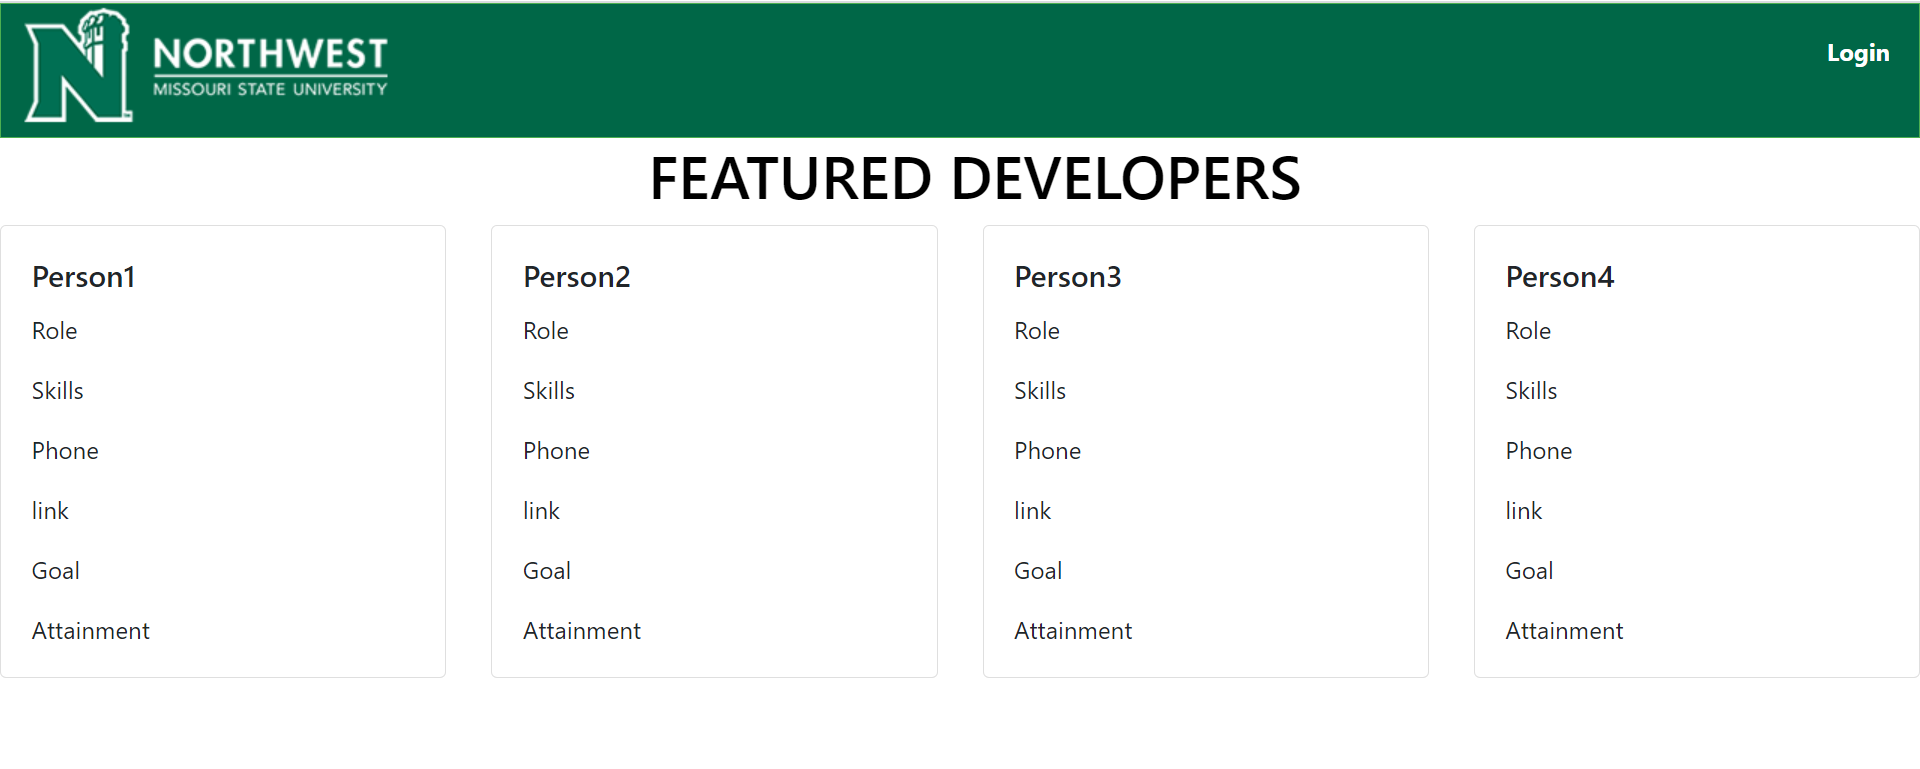 NORTHWEST
MISSOURI STATE UNIVERSITY
Login
FEATURED DEVELOPERS
Person1
Role
Skills
Phone
link
Goal
Attainment
Person2
Role
Skills
Phone
link
Goal
Attainment
Person3
Role
Skills
Phone
link
Goal
Attainment
Person4
Role
Skills
Phone
link
Goal
Attainment